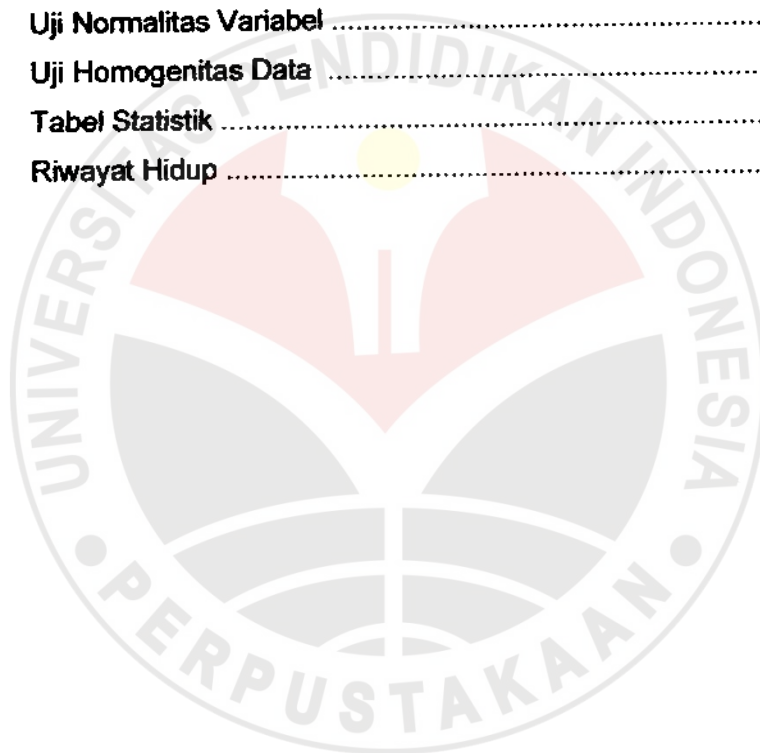 Uji Normalitas Variabel ................................................................
Uji Homogenitas Data ................................................................
Tabel Statistik ................................................................
Riwayat Hidup ................................................................
UNIVERSITAS PENDIDIKAN INDONESIA
• PERPUSTAKAAN •